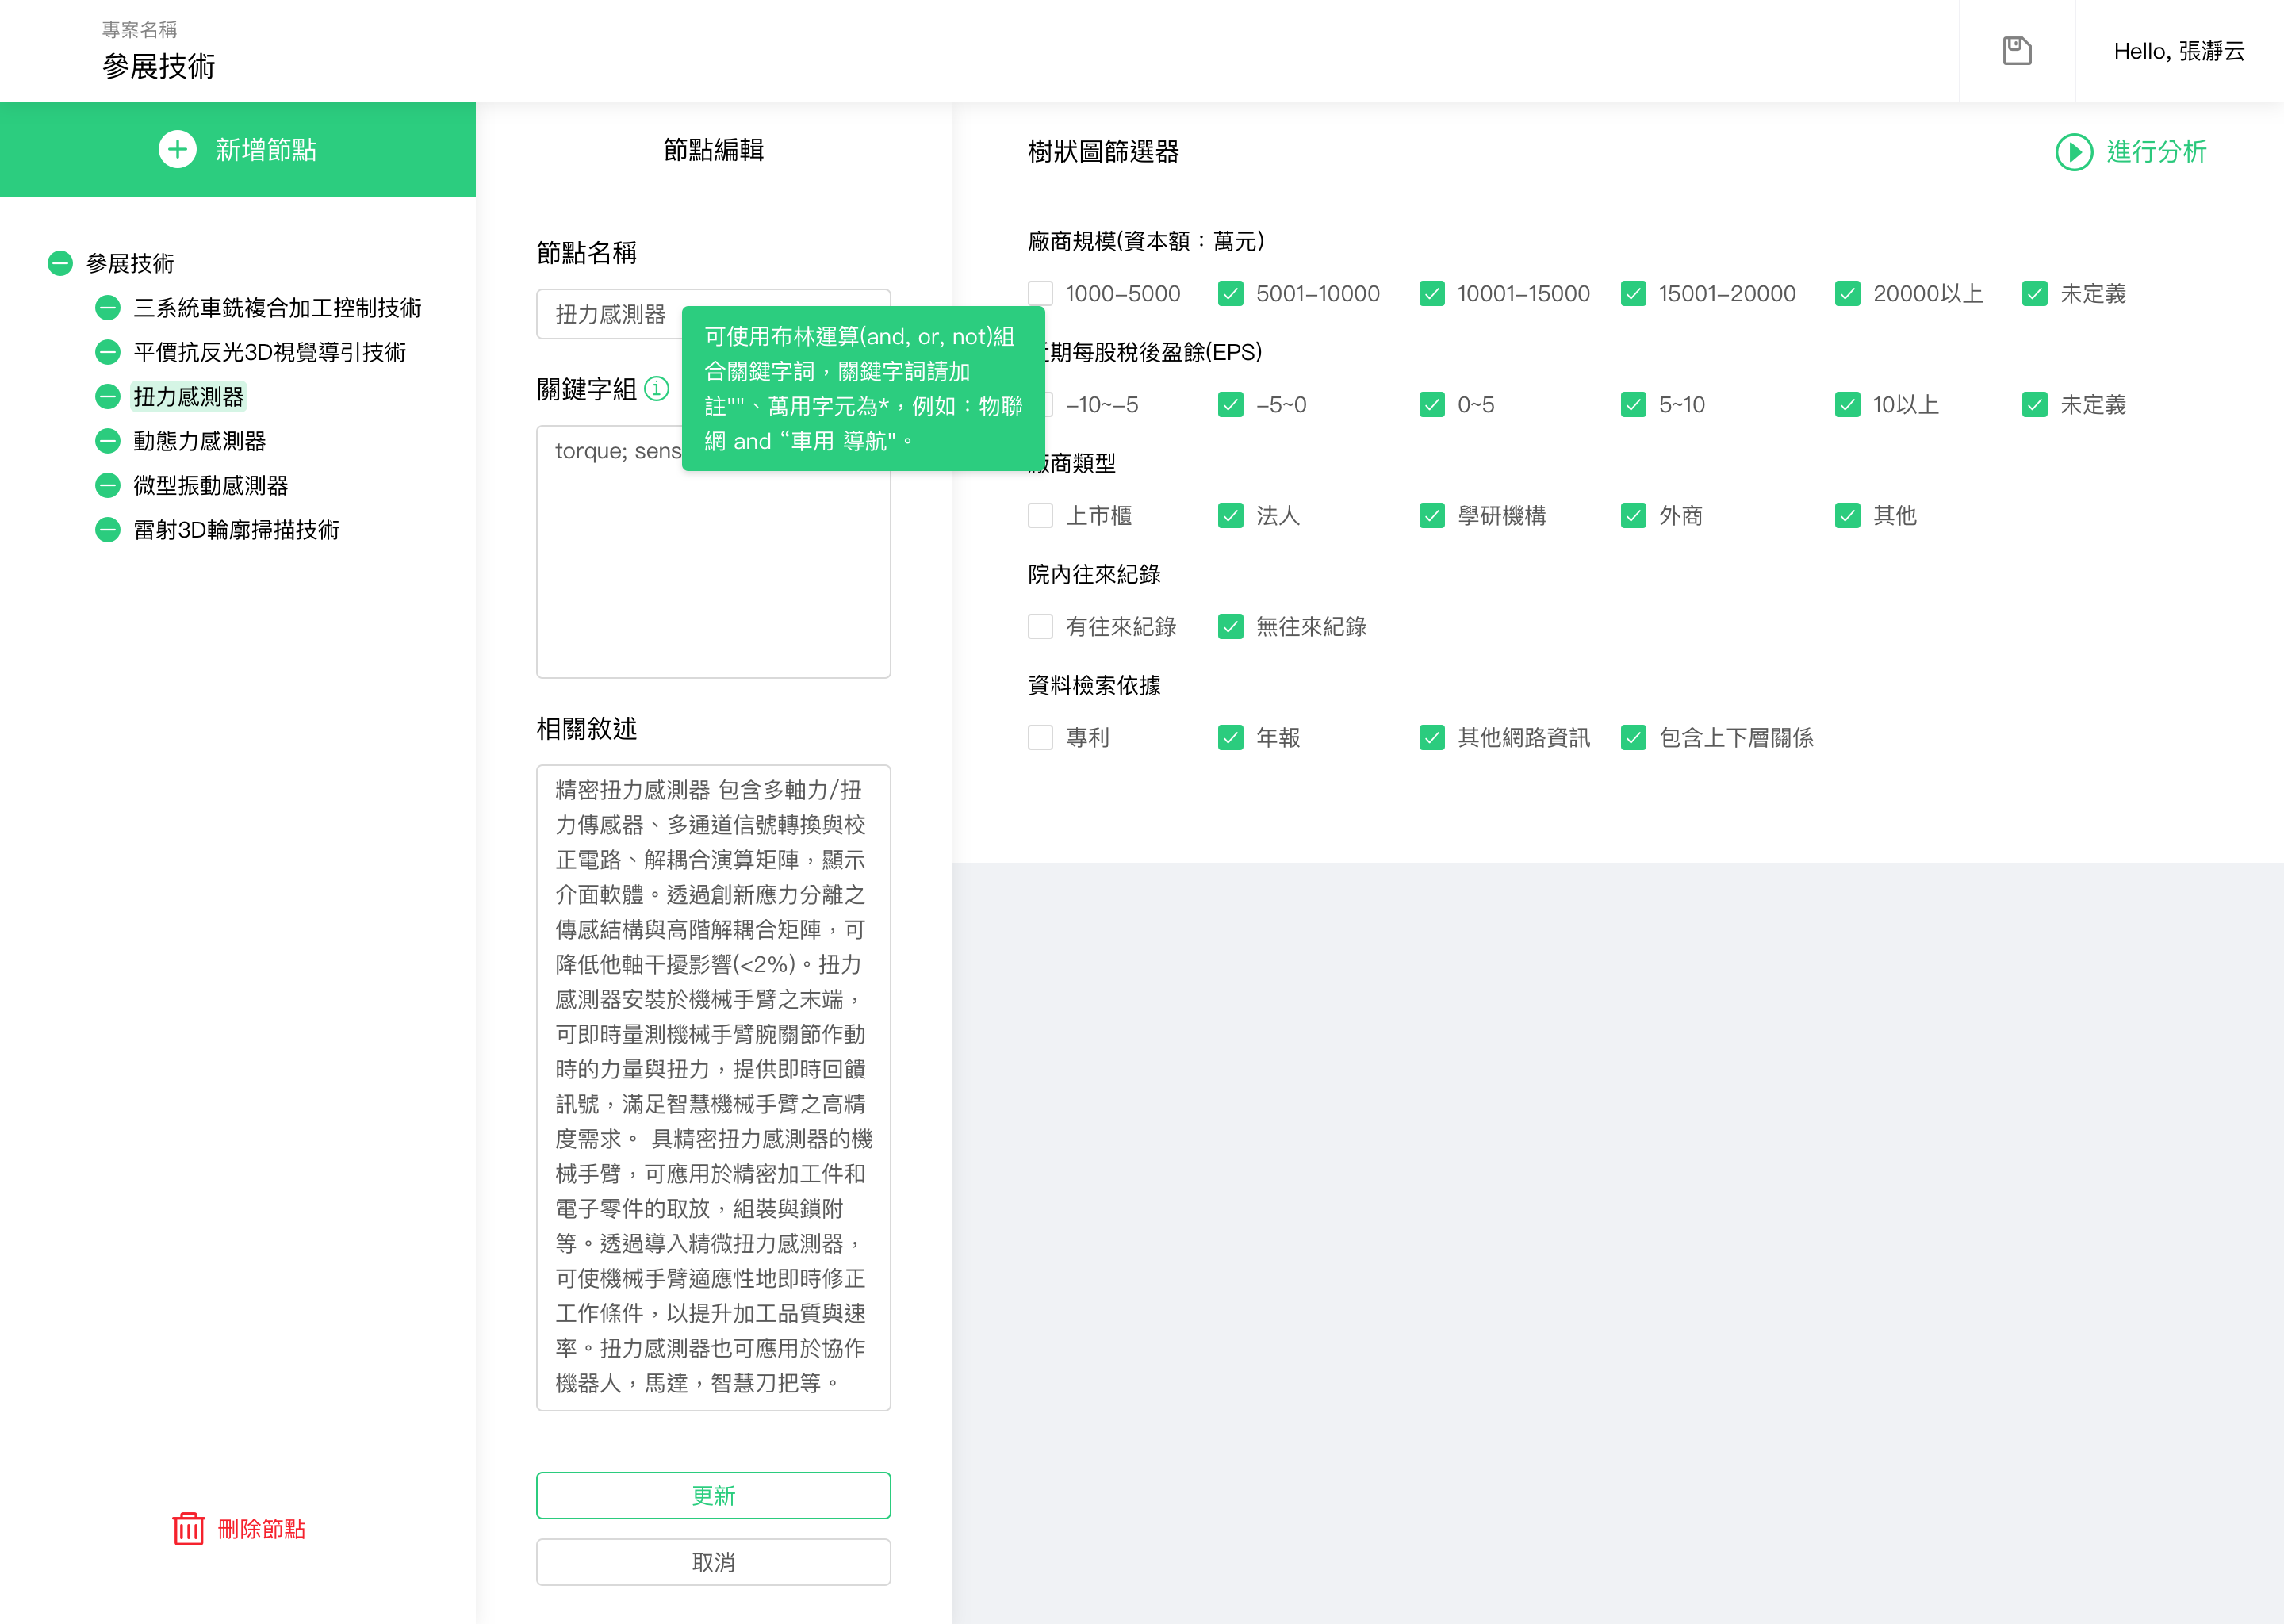 專案名稱
參展技術
Hello, 張瀞云
新增節點
參展技術
三系統車銑複合加工控制技術
平價抗反光3D視覺導引技術
扭力感測器
動態力感測器
微型振動感測器
雷射3D輪廓掃描技術
刪除節點
節點編輯
節點名稱
扭力感測器
關鍵字組
可使用布林運算(and, or, not)組
合關鍵字詞，關鍵字詞請加
註""、萬用字元為*，例如：物聯
網 and “車用 導航"。
torque;
相關敘述
精密扭力感測器 包含多軸力/扭
力傳感器、多通道信號轉換與校
正電路、解耦合演算矩陣，顯示
介面軟體。透過創新應力分離之
傳感結構與高階解耦合矩陣，可
降低他軸干擾影響(<2%)。扭力
感測器安裝於機械手臂之末端，
可即時量測機械手臂腕關節作動
時的力量與扭力，提供即時回饋
訊號，滿足智慧機械手臂之高精
度需求。 具精密扭力感測器的機
械手臂，可應用於精密加工件和
電子零件的取放，組裝與鎖附
等。透過導入精微扭力感測器，
可使機械手臂適應性地即時修正
工作條件，以提升加工品質與速
率。扭力感測器也可應用於協作
機器人，馬達，智慧刀把等。
更新
取消
樹狀圖篩選器
進行分析
廠商規模(資本額：萬元)
1000-5000 5001-10000 10001-15000 15001-20000 20000以上 未定義
期每股稅後盈餘(EPS)
-10~-5 -5~0 0~5 5~10 10以上 未定義
商類型
上市櫃 法人 學研機構 外商 其他
院內往來紀錄
有往來紀錄 無往來紀錄
資料檢索依據
專利 年報 其他網路資訊 包含上下層關係